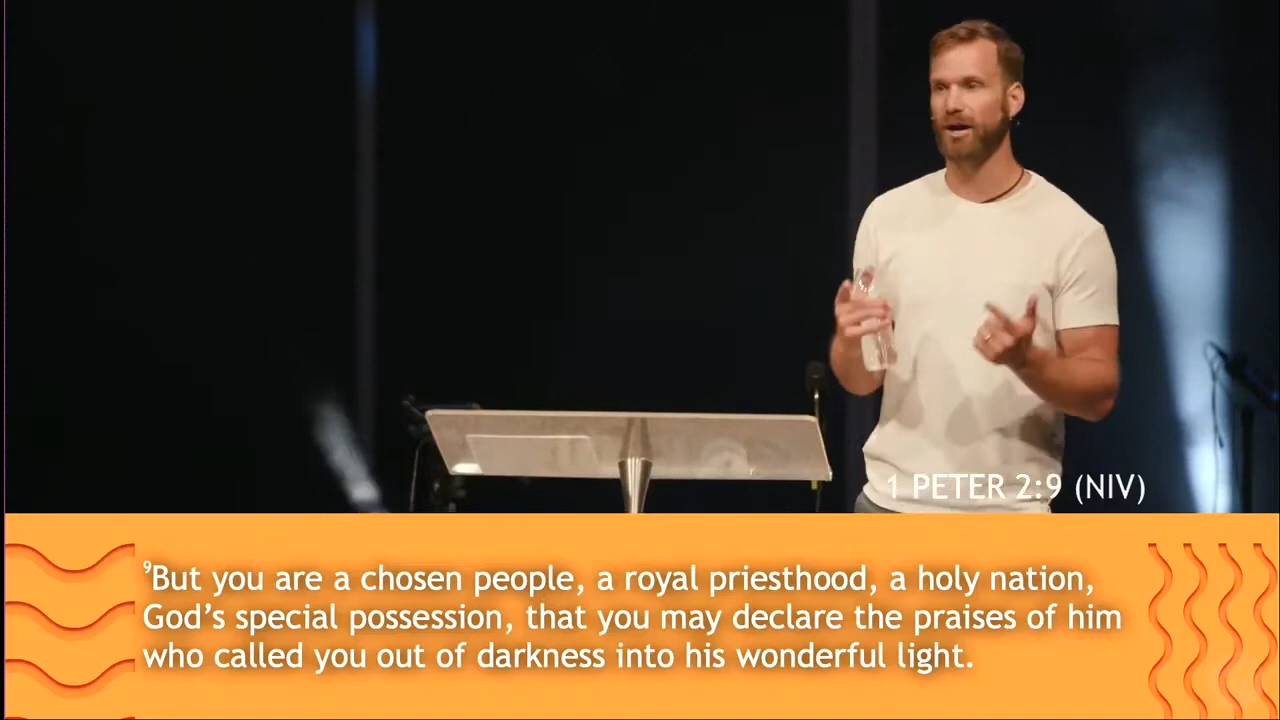 1 PETER 2:9 (NIV)
⁹But you are a chosen people, a royal priesthood, a holy nation,
God’s special possession, that you may declare the praises of him
who called you out of darkness into his wonderful light.